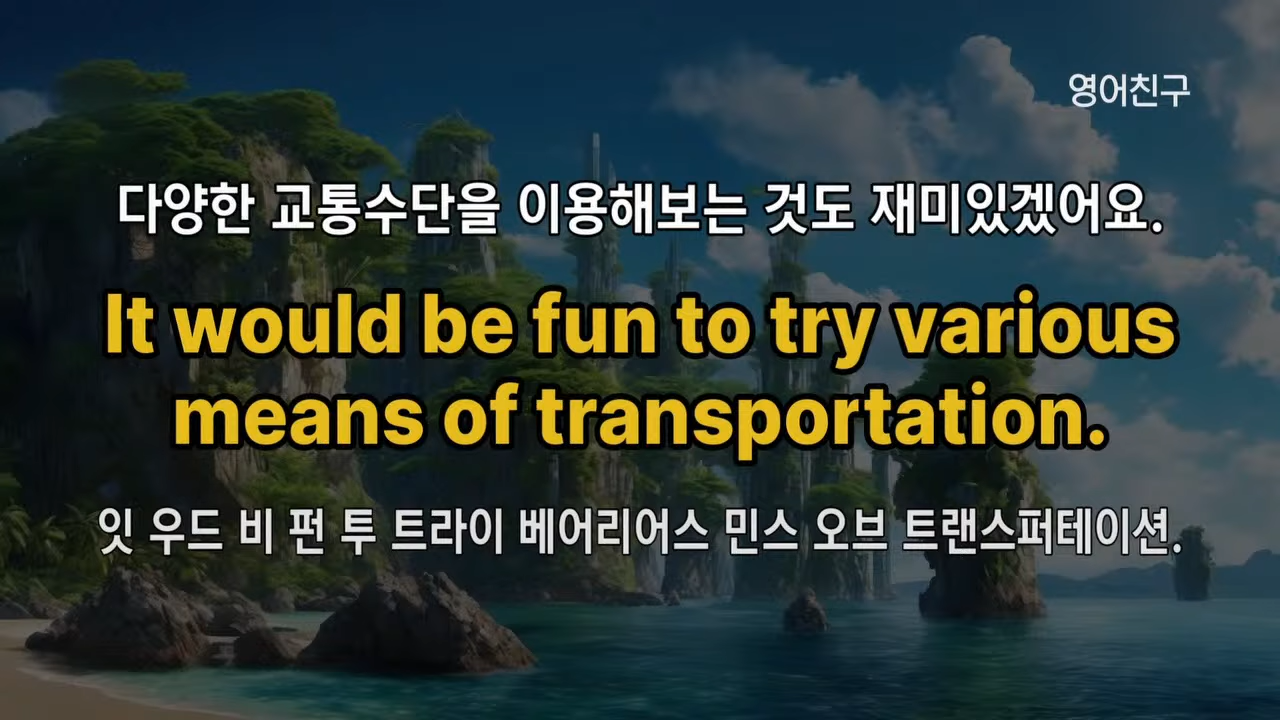 영어친구
다양한 교통수단을 이용해보는 것도 재미있겠어요.
It would be fun to try various
means of transportation.
잇 우드 비 펀 투 트라이 베어리어스 민스 오브 트랜스퍼테이션.